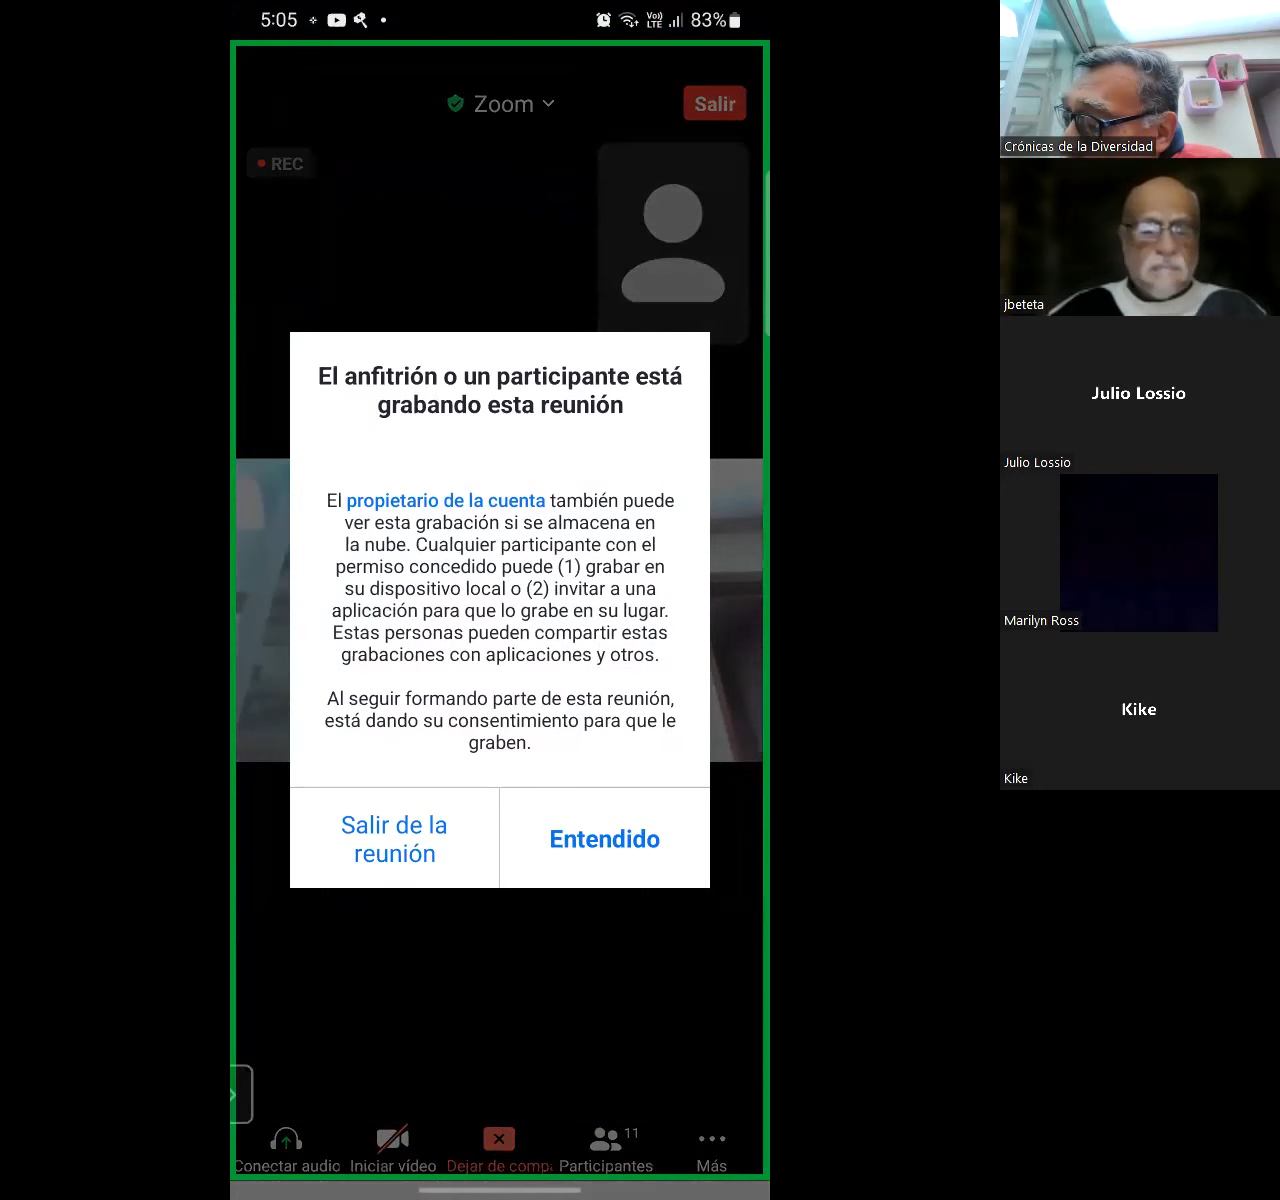 5:05
Vo)) LTE
83%
Zoom
Salir
REC
El anfitrión o un participante está
grabando esta reunión
El propietario de la cuenta también puede
ver esta grabación si se almacena en
la nube. Cualquier participante con el
permiso concedido puede (1) grabar en
su dispositivo local o (2) invitar a una
aplicación para que lo grabe en su lugar.
Estas personas pueden compartir estas
grabaciones con aplicaciones y otros.
Al seguir formando parte de esta reunión,
está dando su consentimiento para que le
graben.
Salir de la
reunión
Entendido
11
Conectar audio
Iniciar vídeo
Dejar de comp
Participantes
Más
Crónicas de la Diversidad
jbeteta
Julio Lossio
Julio Lossio
Marilyn Ross
Kike
Kike